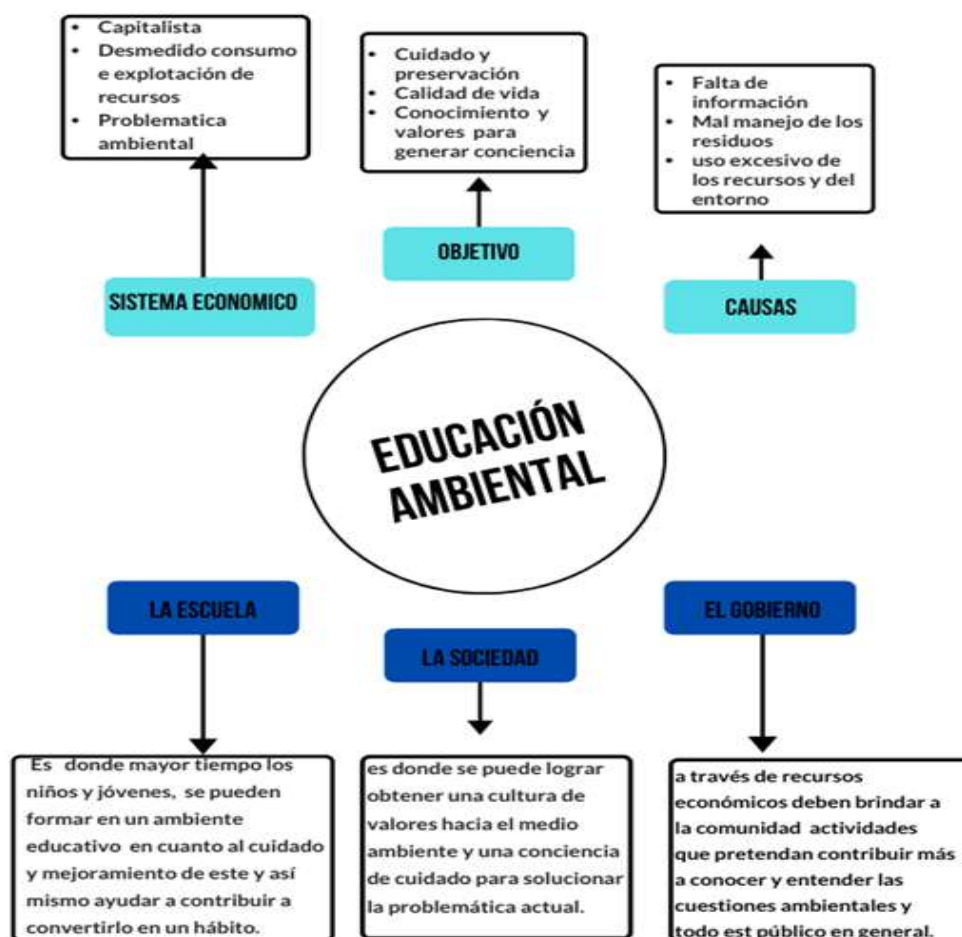 • Capitalista
• Desmedido consumo
e explotación de
recursos
• Problematica
ambiental
• Cuidado y
preservación
• Calidad de vida
• Conocimiento y
valores para
generar conciencia
• Falta de
información
• Mal manejo de los
residuos
• uso excesivo de
los recursos y del
entorno
SISTEMA ECONOMICO
OBJETIVO
CAUSAS
EDUCACIÓN
AMBIENTAL
LA ESCUELA
LA SOCIEDAD
EL GOBIERNO
Es donde mayor tiempo los
niños y jóvenes, se pueden
formar en un ambiente
educativo en cuanto al cuidado
y mejoramiento de este y así
mismo ayudar a contribuir a
convertirlo en un hábito.
es donde se puede lograr
obtener una cultura de
valores hacia el medio
ambiente y una conciencia
de cuidado para solucionar
la problemática actual.
a través de recursos
económicos deben brindar a
la comunidad actividades
que pretendan contribuir más
a conocer y entender las
cuestiones ambientales y
todo est público en general.